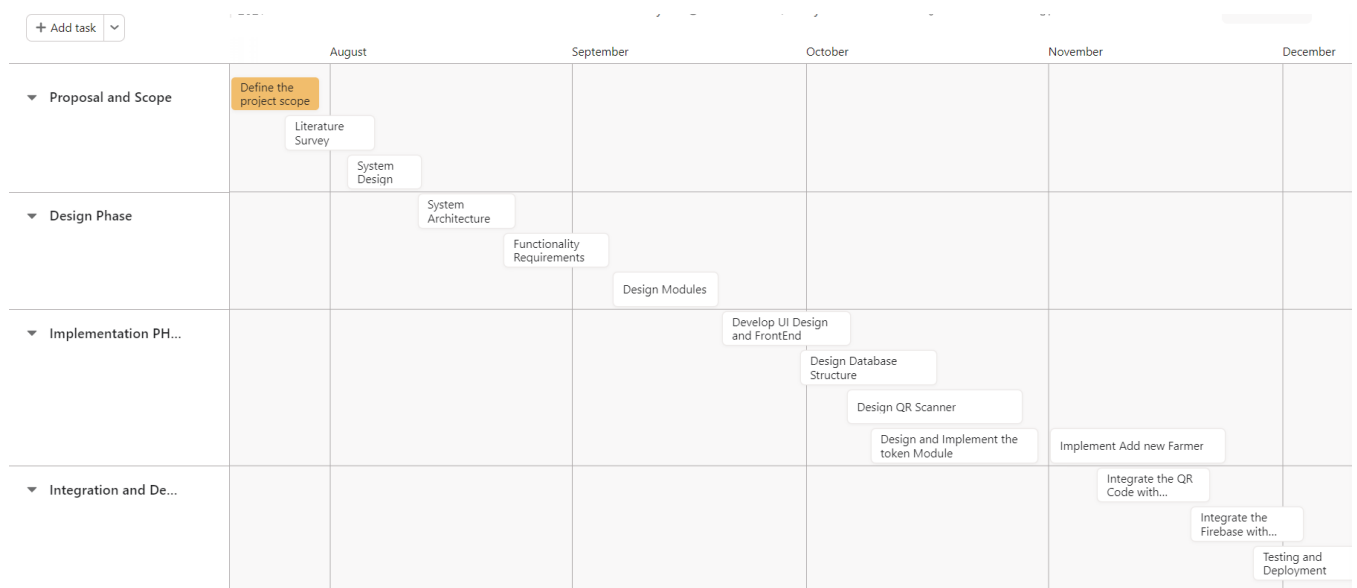 + Add task
August September October November December
Proposal and Scope
Define the
project scope
Literature
Survey
System
Design
Design Phase
System
Architecture
Functionality
Requirements
Design Modules
Implementation PH...
Develop UI Design
and FrontEnd
Design Database
Structure
Design QR Scanner
Design and Implement the
token Module
Implement Add new Farmer
Integration and De...
Integrate the QR
Code with...
Integrate the
Firebase with...
Testing and
Deployment